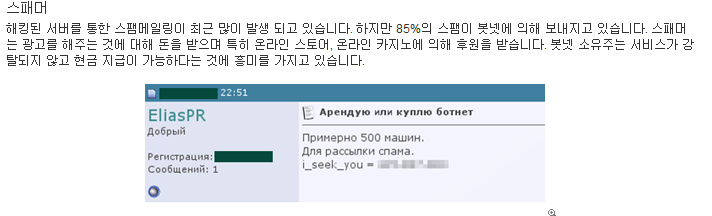 스패머
해킹된 서버를 통한 스팸메일링이 최근 많이 발생 되고 있습니다. 하지만 85%의 스팸이 봇넷에 의해 보내지고 있습니다. 스패머
는 광고를 해주는 것에 대해 돈을 받으며 특히 온라인 스토어, 온라인 카지노에 의해 후원을 받습니다. 봇넷 소유주는 서비스가 강
탈되지 않고 현금 지급이 가능하다는 것에 흥미를 가지고 있습니다.
22:51
EliasPR
Добрый
Регистрация:
Сообщений: 1
Арендую или куплю ботнет
Примерно 500 машин.
Для рассылки спама.
i_seek_you =